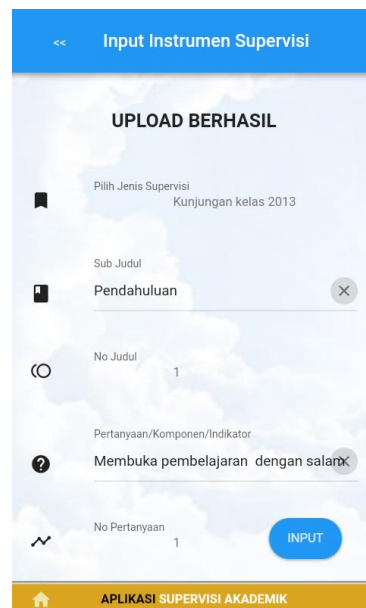 << Input Instrumen Supervisi
UPLOAD BERHASIL
Pilih Jenis Supervisi
Kunjungan kelas 2013
Sub Judul
Pendahuluan
No Judul
1
Pertanyaan/Komponen/Indikator
Membuka pembelajaran dengan salam
No Pertanyaan
1
INPUT
APLIKASI SUPERVISI AKADEMIK